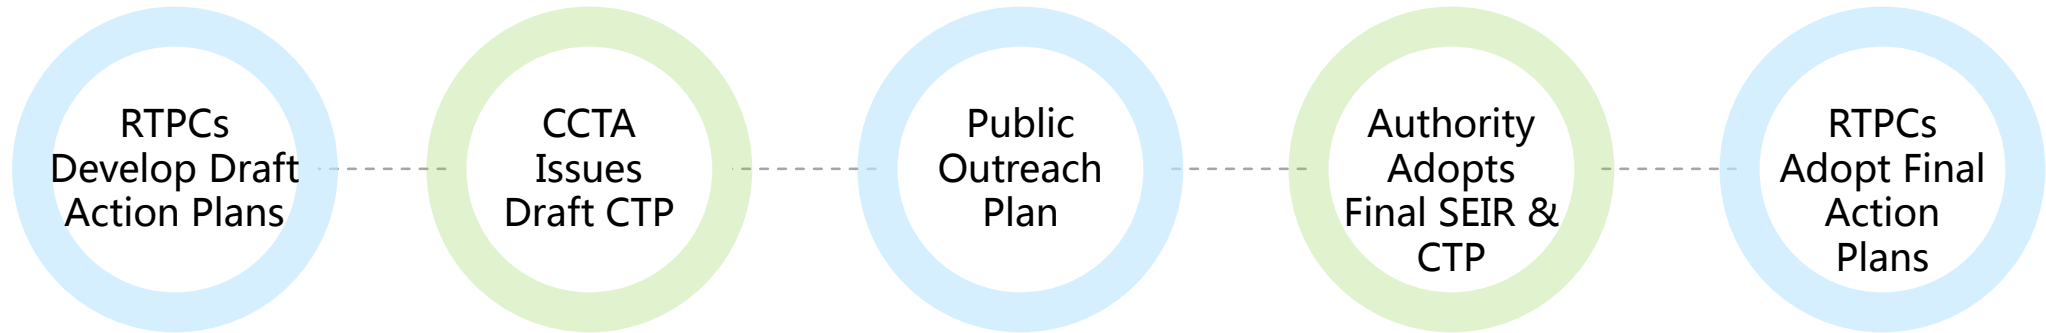 RTPCs
Develop Draft
Action Plans
CCTA
Issues
Draft CTP
Public
Outreach
Plan
Authority
Adopts
Final SEIR &
CTP
RTPCs
Adopt Final
Action
Plans